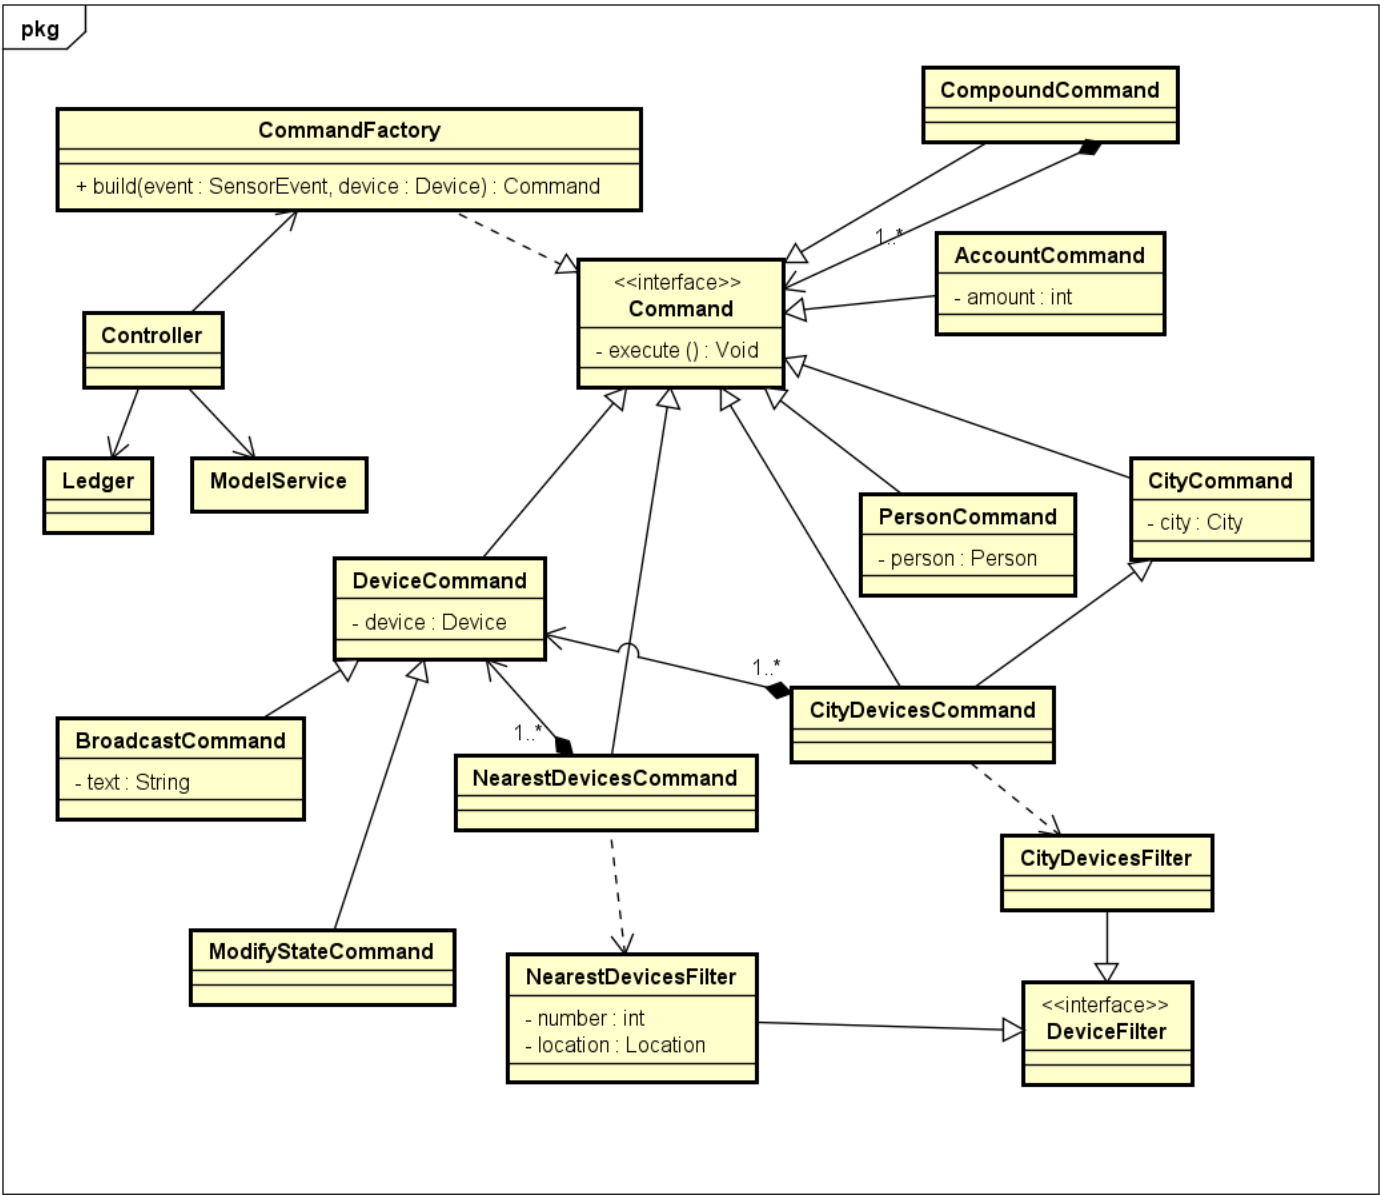 pkg
CompoundCommand
CommandFactory
+ build(event : SensorEvent, device : Device) : Command
1..*
AccountCommand
- amount : int
<<interface>>
Command
- execute () : Void
Controller
Ledger
ModelService
CityCommand
- city : City
PersonCommand
- person : Person
DeviceCommand
- device : Device
1..*
CityDevicesCommand
BroadcastCommand
- text : String
1..*
NearestDevicesCommand
CityDevicesFilter
ModifyStateCommand
NearestDevicesFilter
- number : int
- location : Location
<<interface>>
DeviceFilter